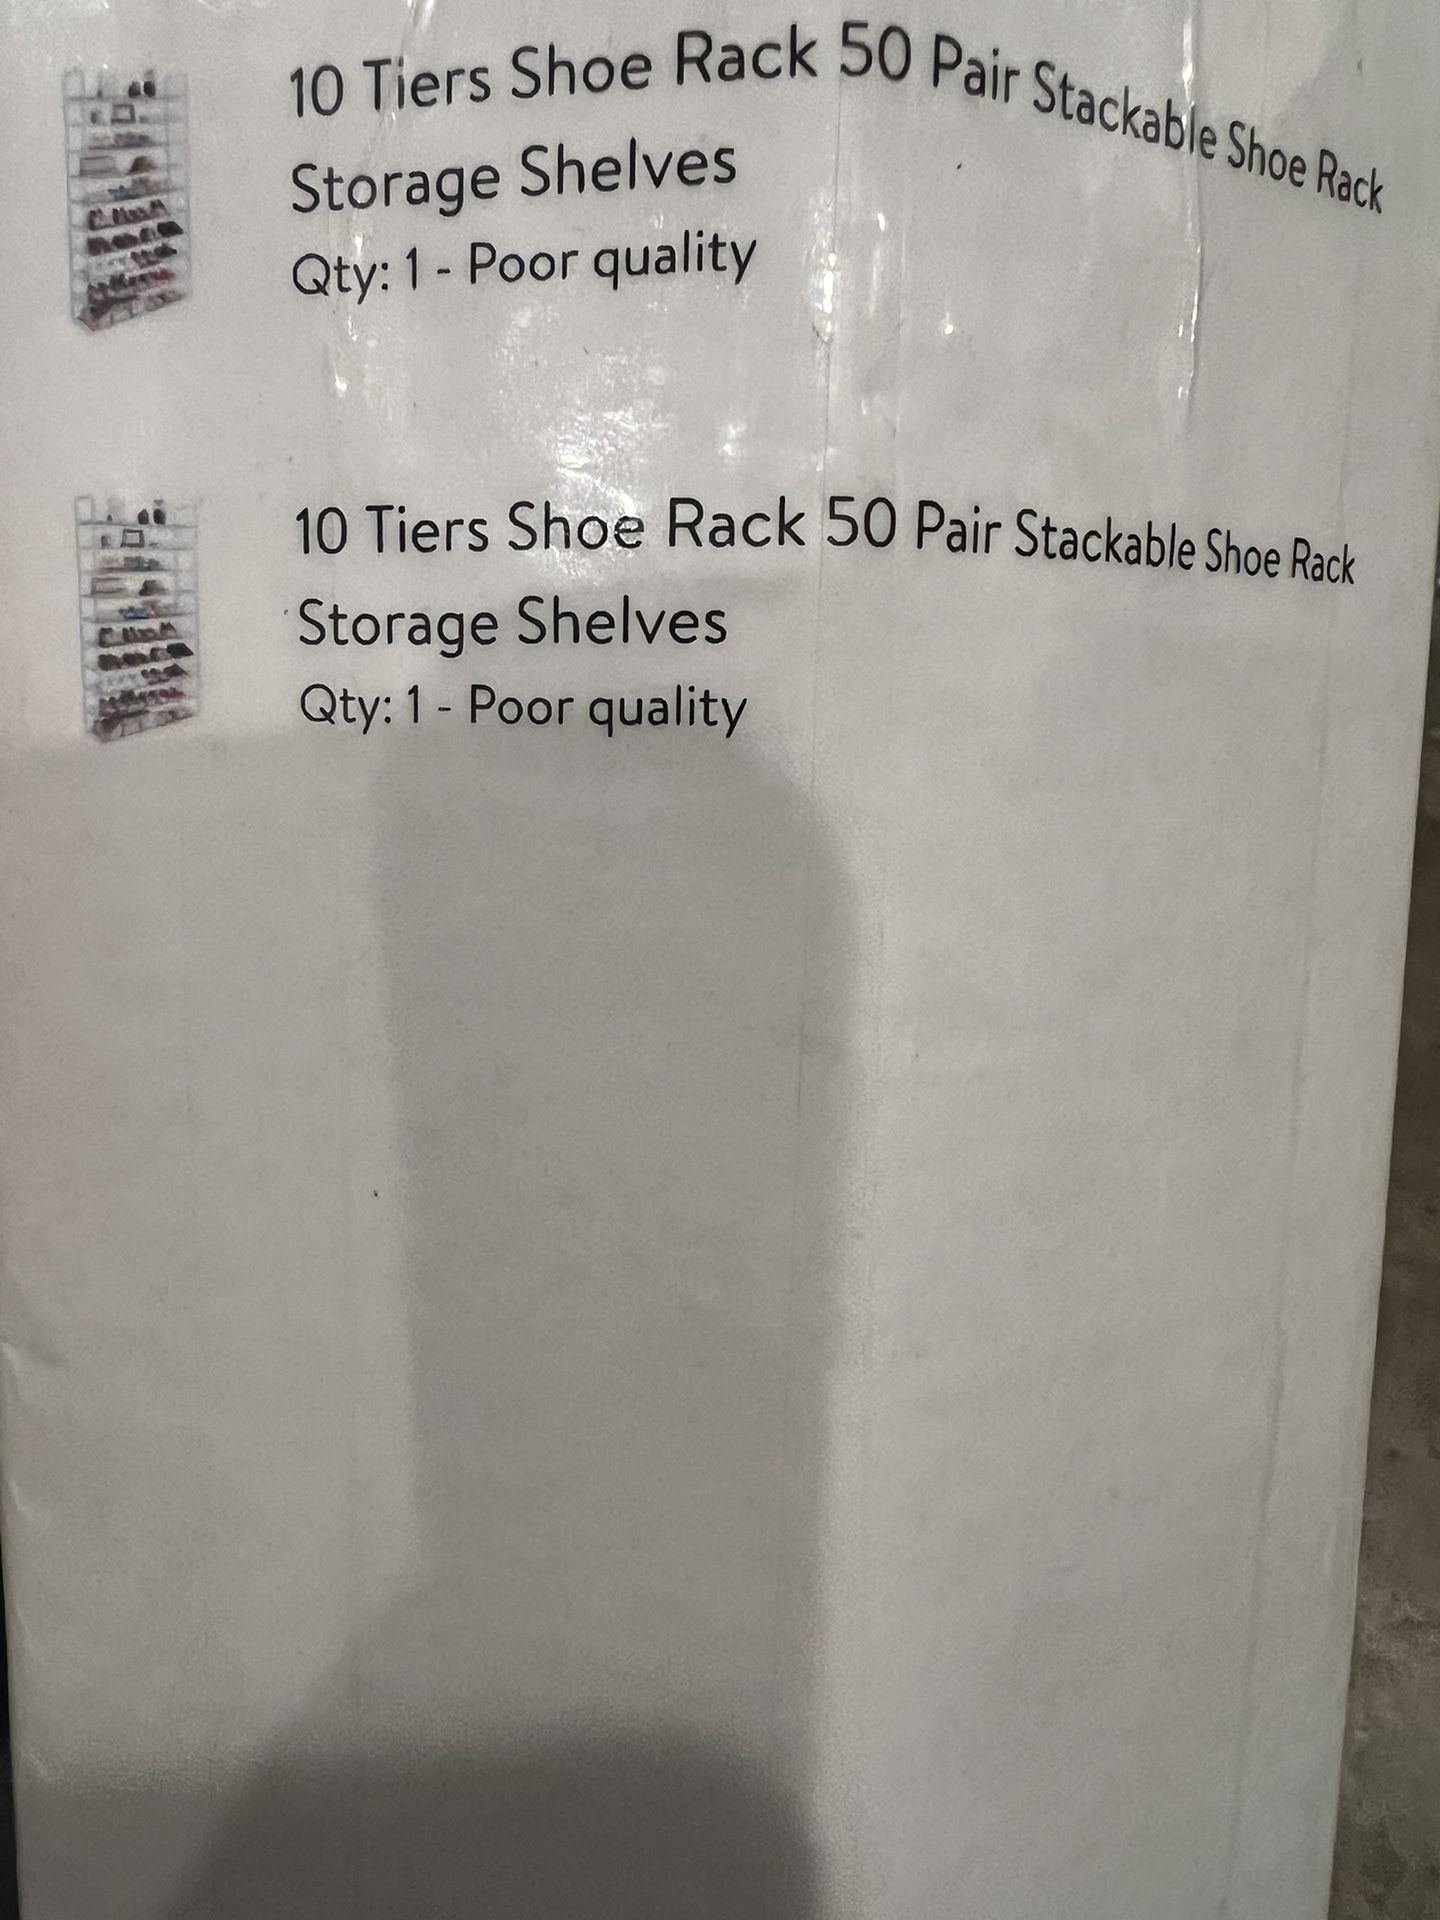 10 Tiers Shoe Rack 50 Pair Stackable Shoe Rack
Storage Shelves
Qty: 1 - Poor quality
10 Tiers Shoe Rack 50 Pair Stackable Shoe Rack
Storage Shelves
Qty: 1 - Poor quality